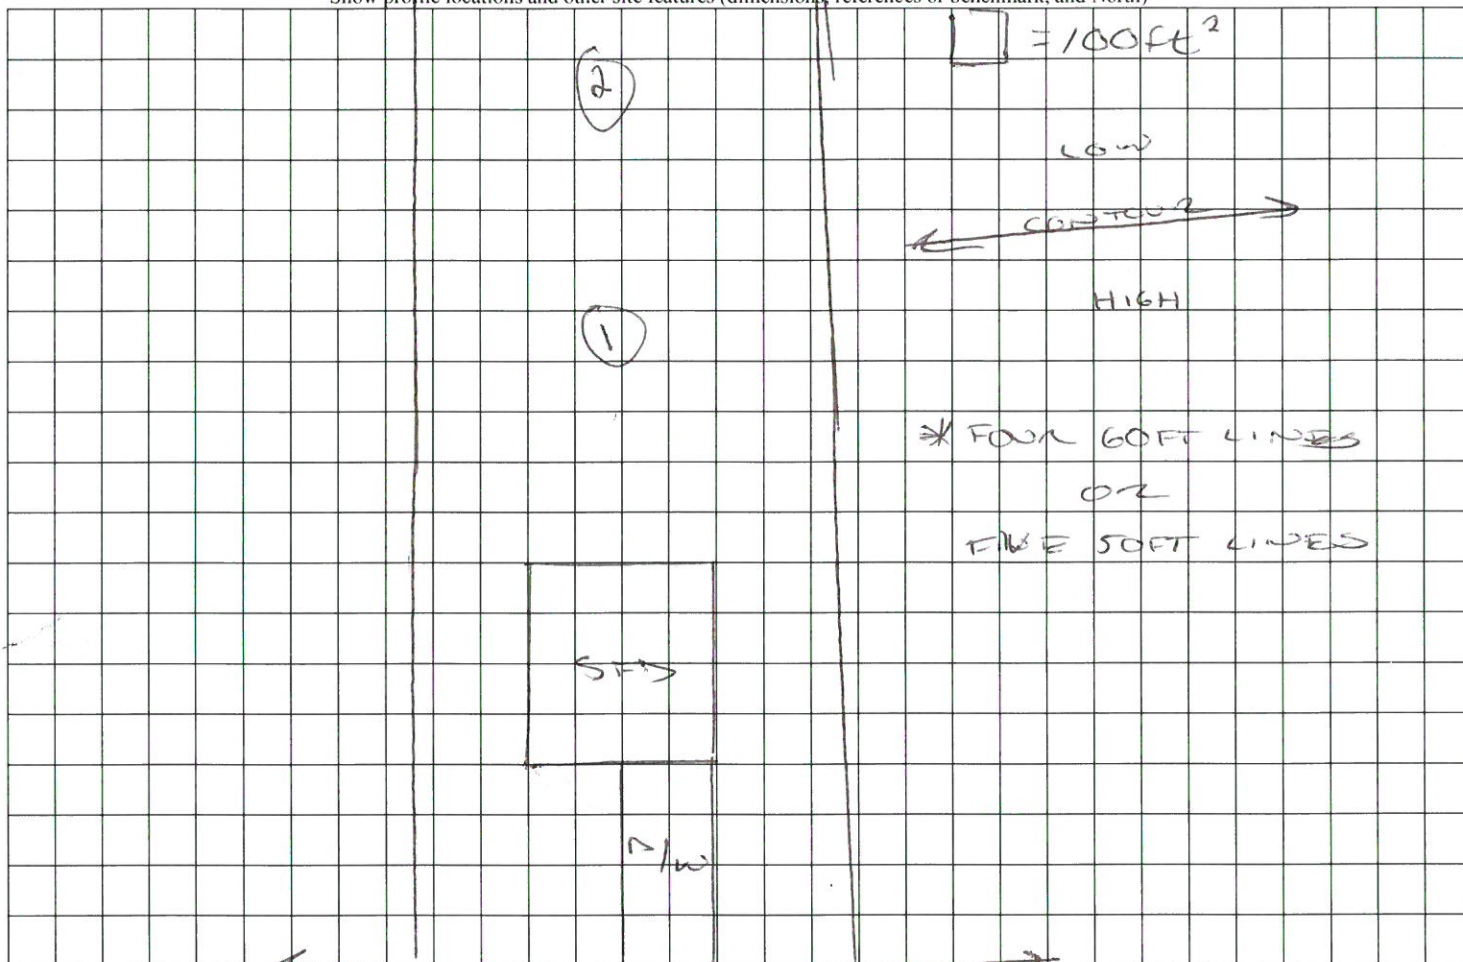 Show profile locations and other site features (dimensions, references or benchmark, and North)
= 100ft²
②
LOW
CONTOUR
HIGH
①
* FOUR 60FT LINES
OR
FIVE 50FT LINES
SFD
D/W